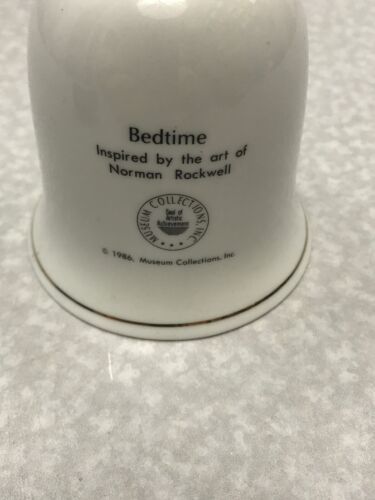 Bedtime
Inspired by the art of
Norman Rockwell
MUSEUM COLLECTIONS, INC.
Seal of
Artistic
Achievement
© 1986, Museum Collections, Inc